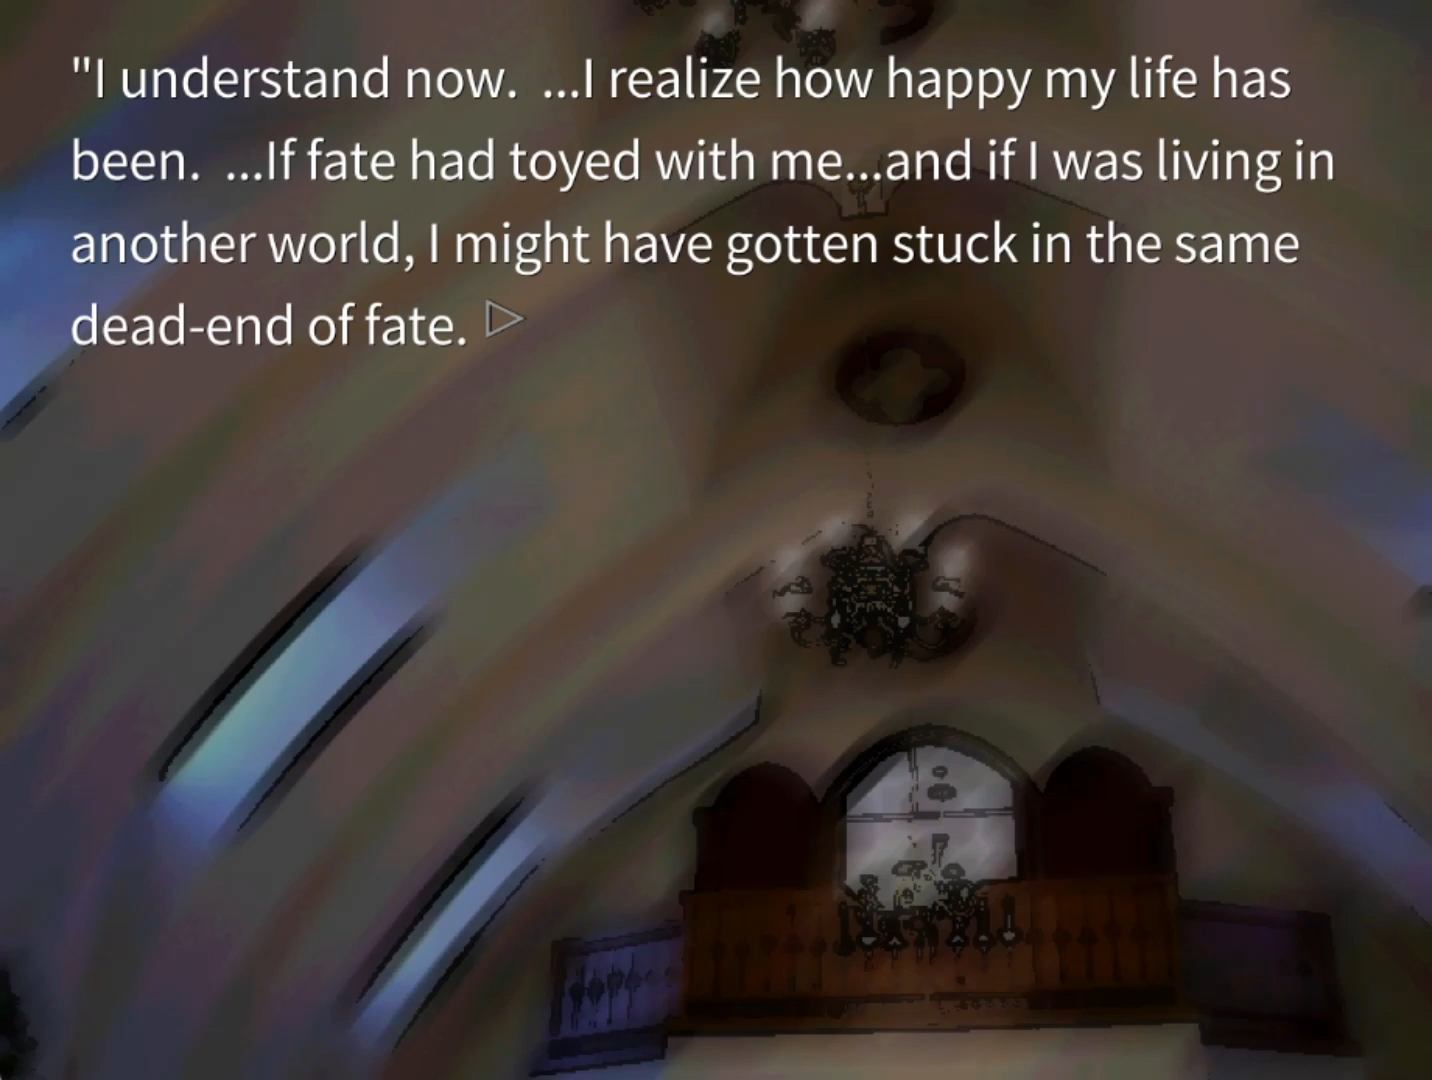 "I understand now.  ...I realize how happy my life has
been.  ...If fate had toyed with me...and if I was living in
another world, I might have gotten stuck in the same
dead-end of fate.